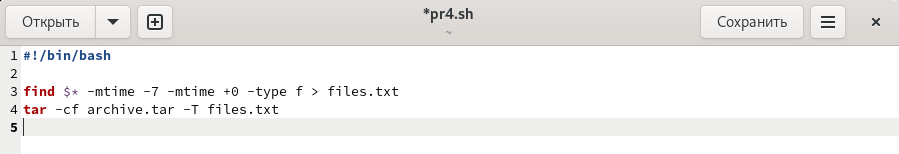 Открыть
*pr4.sh
~
Сохранить
1 #!/bin/bash
2
3 find $* -mtime -7 -mtime +0 -type f > files.txt
4 tar -cf archive.tar -T files.txt
5